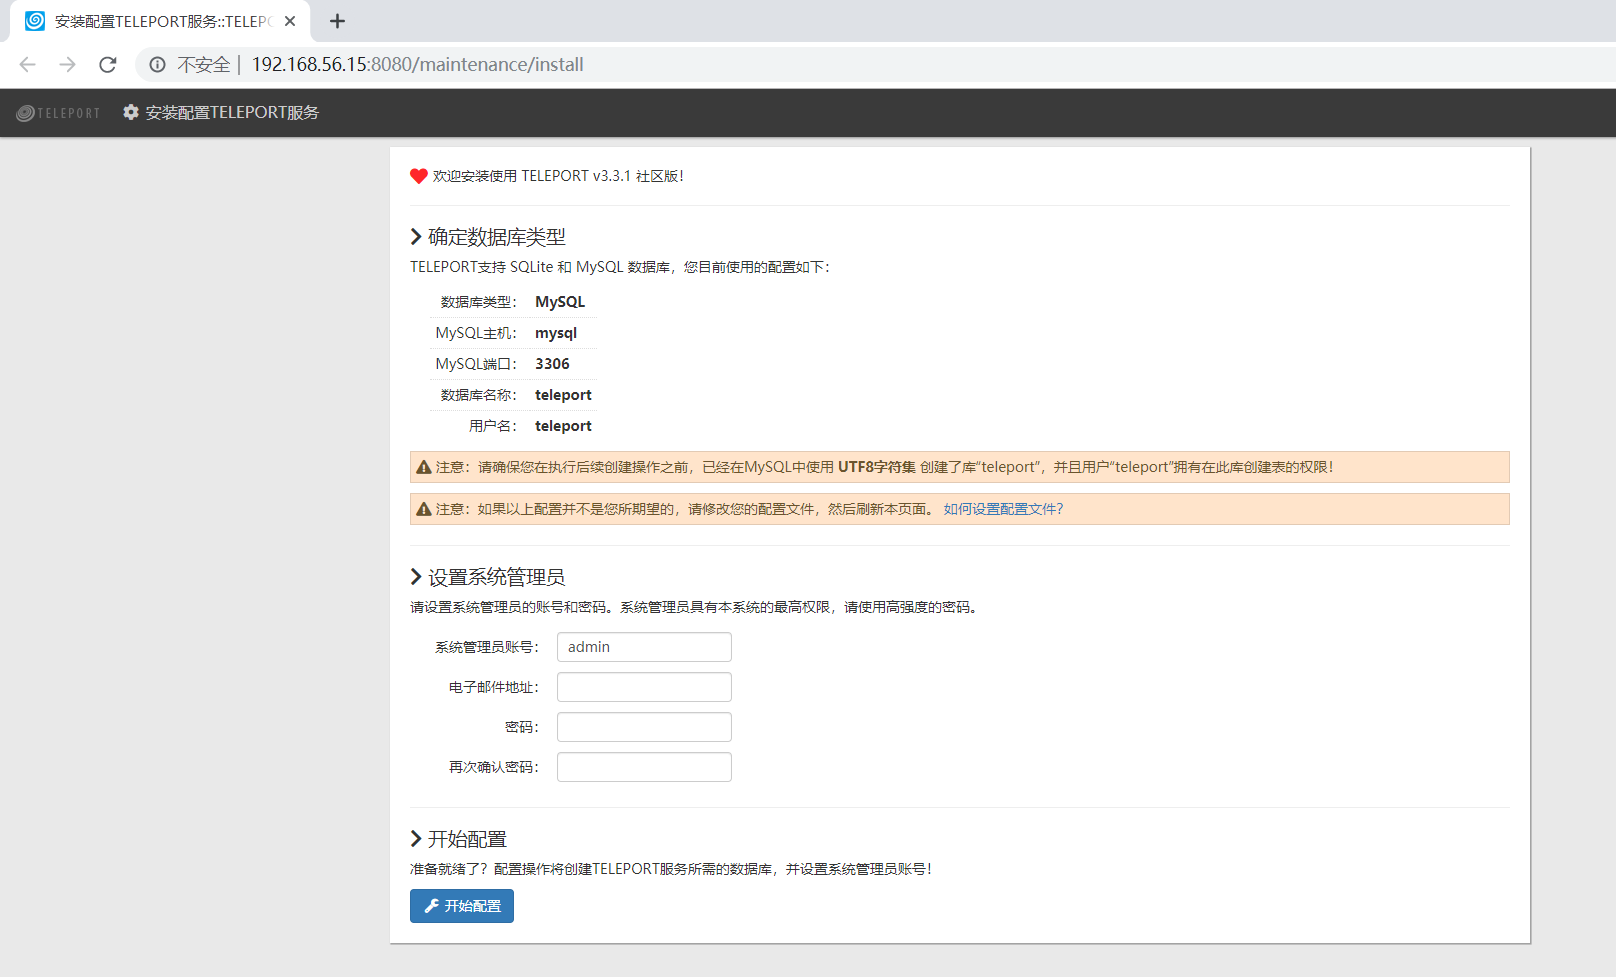 安装配置TELEPORT服务::TELEP
不安全 | 192.168.56.15:8080/maintenance/install
TELEPORT 安装配置TELEPORT服务
欢迎安装使用 TELEPORT v3.3.1 社区版!
确定数据库类型
TELEPORT支持 SQLite 和 MySQL 数据库，您目前使用的配置如下：
数据库类型： MySQL
MySQL主机： mysql
MySQL端口： 3306
数据库名称： teleport
用户名： teleport
注意：请确保您在执行后续创建操作之前，已经在MySQL中使用 UTF8字符集 创建了库“teleport”，并且用户“teleport”拥有在此库创建表的权限！
注意：如果以上配置并不是您所期望的，请修改您的配置文件，然后刷新本页面。 如何设置配置文件？
设置系统管理员
请设置系统管理员的账号和密码。系统管理员具有本系统的最高权限，请使用高强度的密码。
系统管理员账号： admin
电子邮件地址：
密码：
再次确认密码：
开始配置
准备就绪了？配置操作将创建TELEPORT服务所需的数据库，并设置系统管理员账号！
开始配置